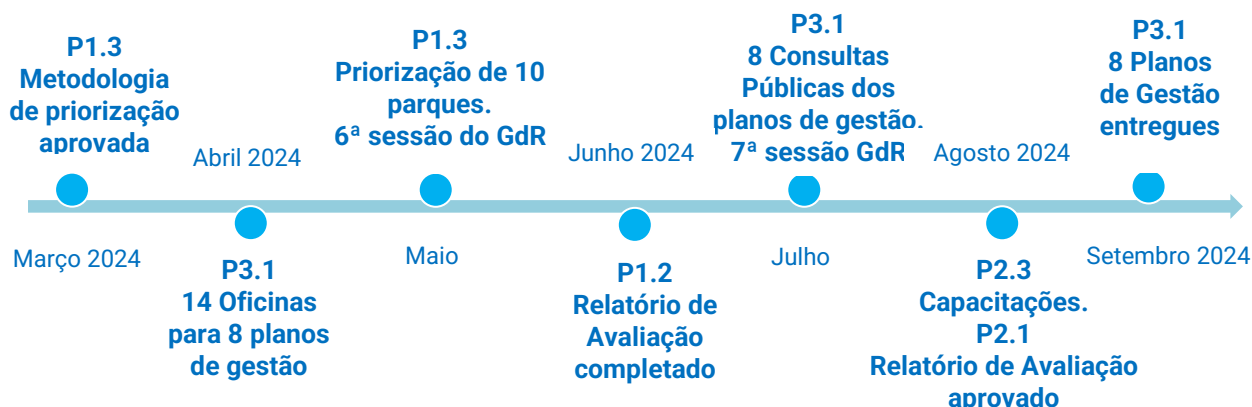 P1.3
Metodologia
de priorização
aprovada
Março 2024
Abril 2024
P3.1
14 Oficinas
para 8 planos
de gestão
P1.3
Priorização de 10
parques.
6ª sessão do GdR
Maio
Junho 2024
P1.2
Relatório de
Avaliação
completado
P3.1
8 Consultas
Públicas dos
planos de gestão.
7ª sessão GdR
Julho
Agosto 2024
P2.3
Capacitações.
P2.1
Relatório de Avaliação
aprovado
P3.1
8 Planos
de Gestão
entregues
Setembro 2024